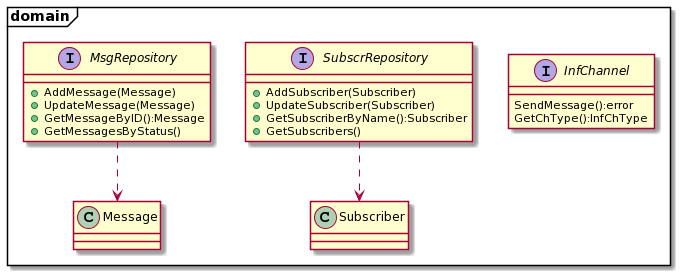 domain
I MsgRepository
AddMessage(Message)
UpdateMessage(Message)
GetMessageByID():Message
GetMessagesByStatus()
I SubscrRepository
AddSubscriber(Subscriber)
UpdateSubscriber(Subscriber)
GetSubscriberByName():Subscriber
GetSubscribers()
I InfChannel
SendMessage():error
GetChType():InfChType
C Message
C Subscriber